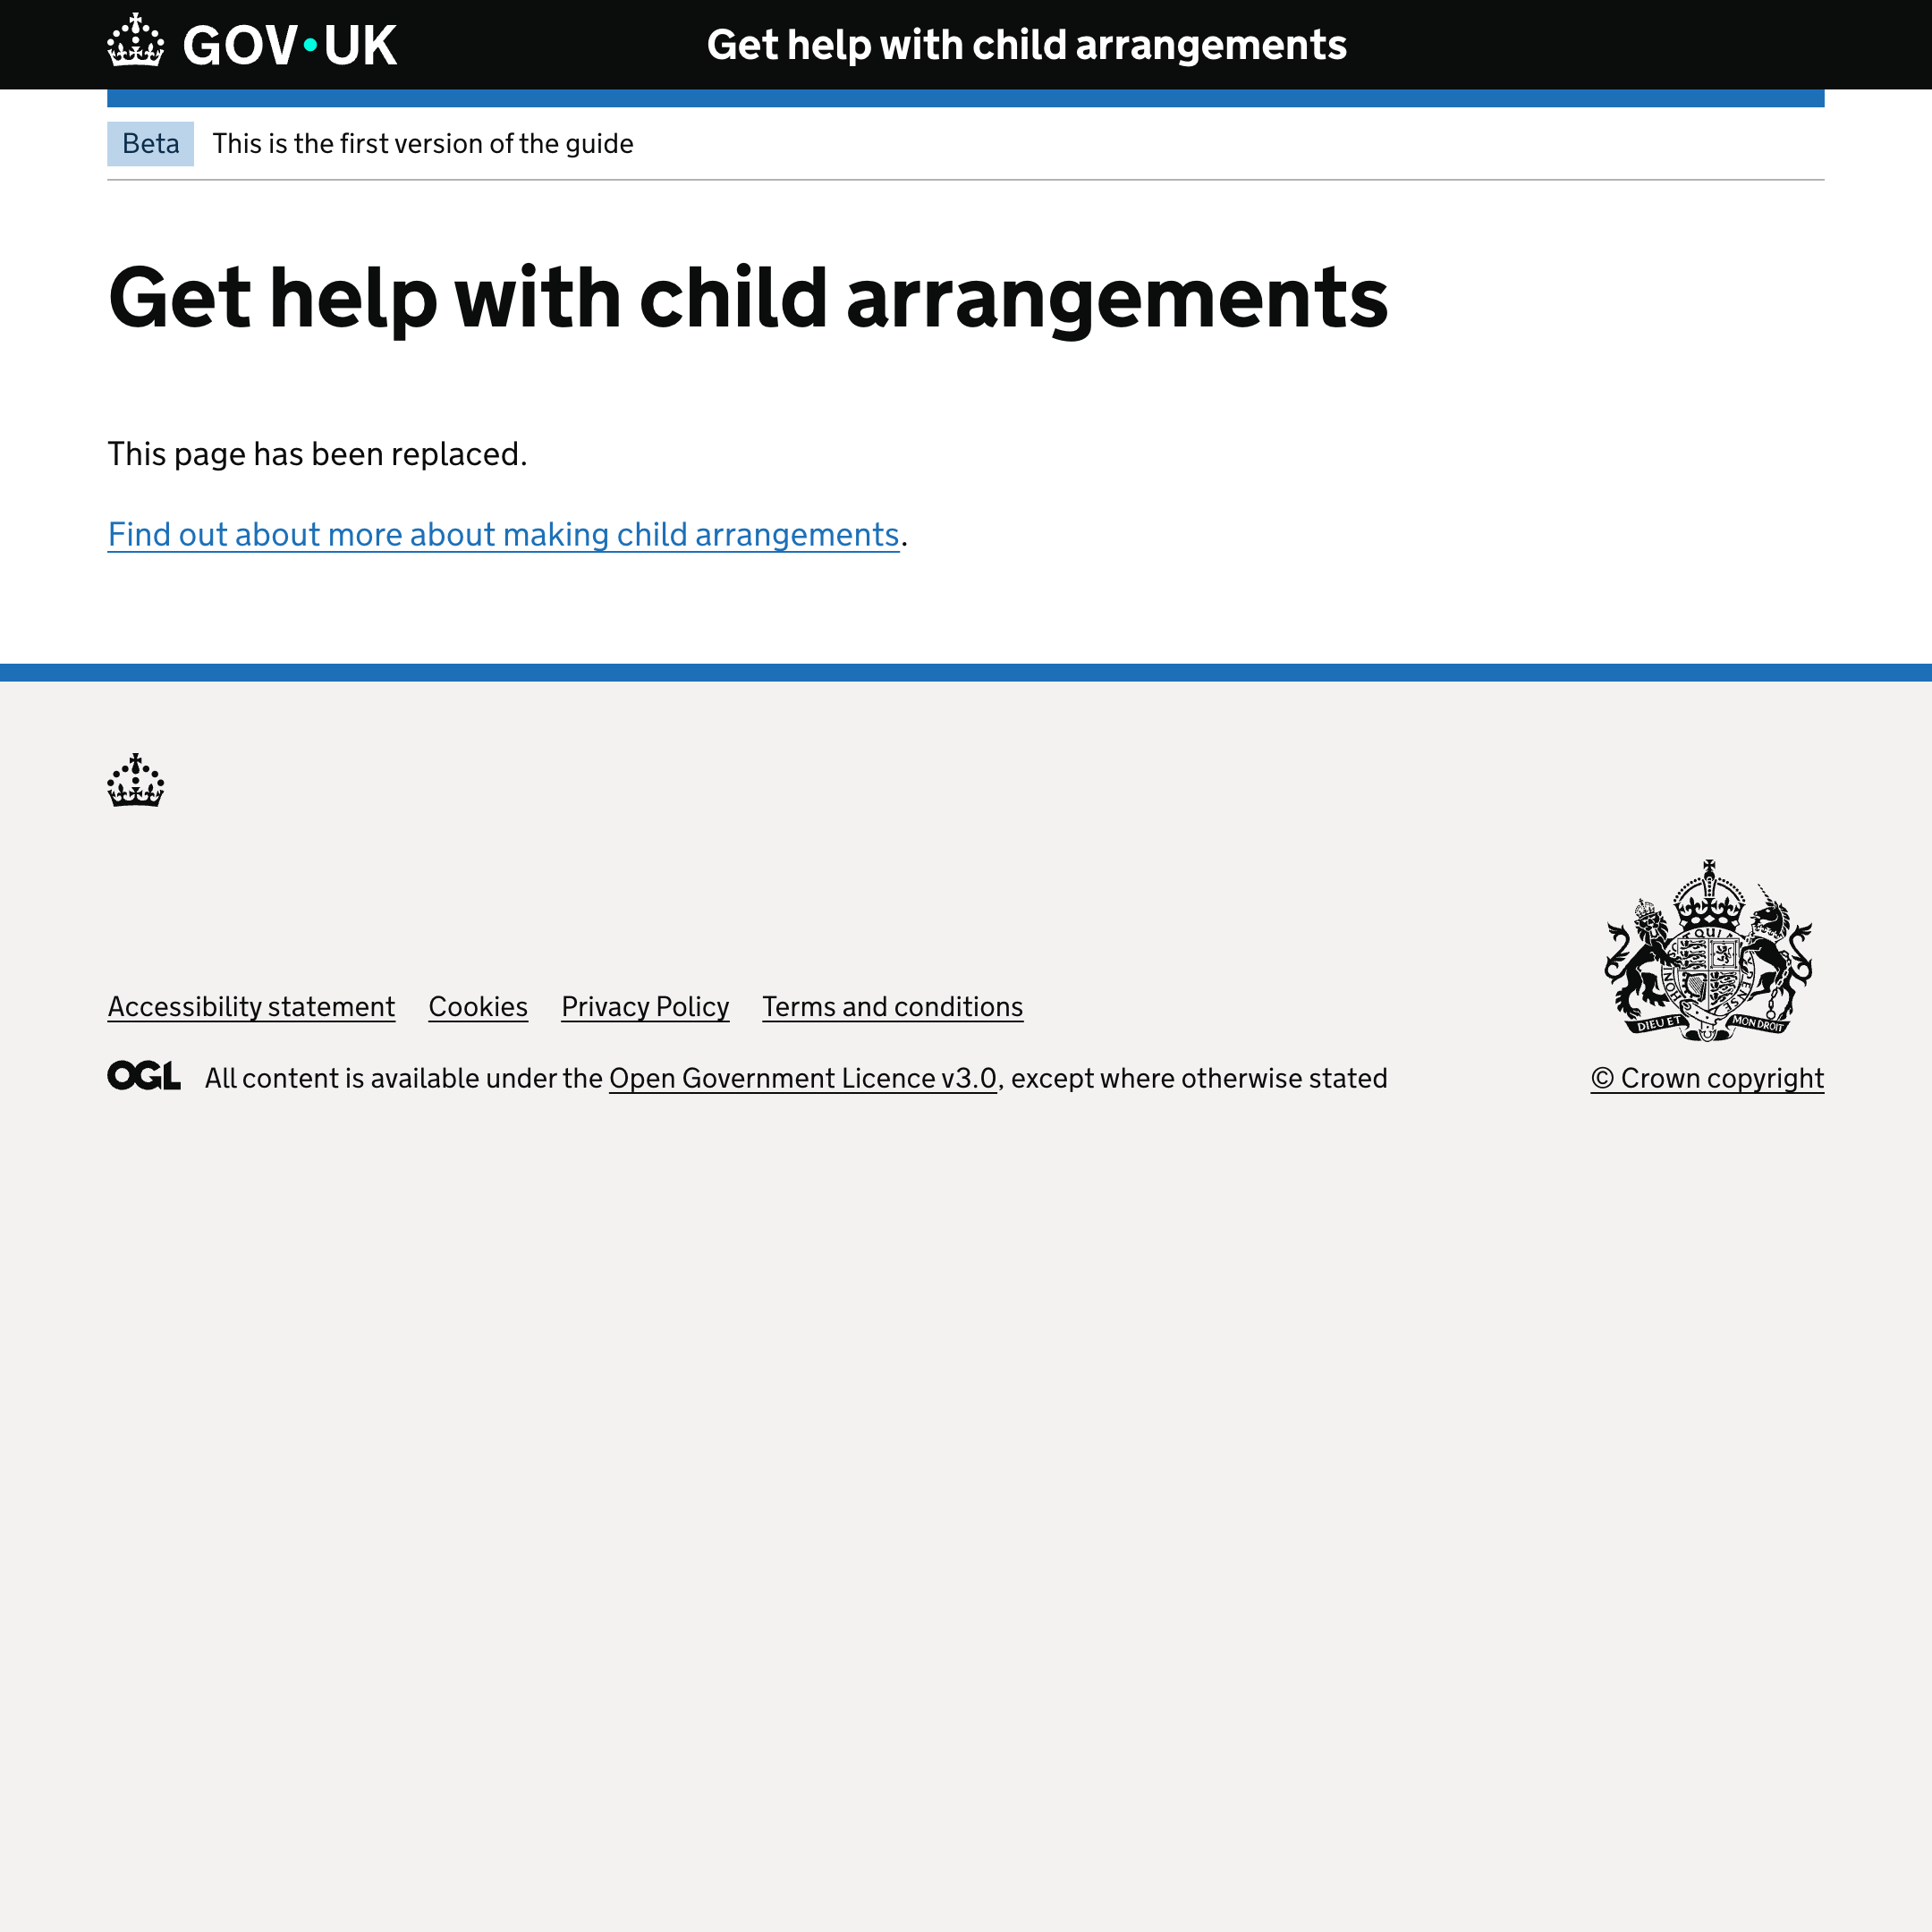 GOV·UK
Get help with child arrangements
Beta
This is the first version of the guide
Get help with child arrangements
This page has been replaced.
Find out about more about making child arrangements.
Accessibility statement
Cookies
Privacy Policy
Terms and conditions
DIEU ET MON DROIT
OGL
All content is available under the Open Government Licence v3.0, except where otherwise stated
© Crown copyright